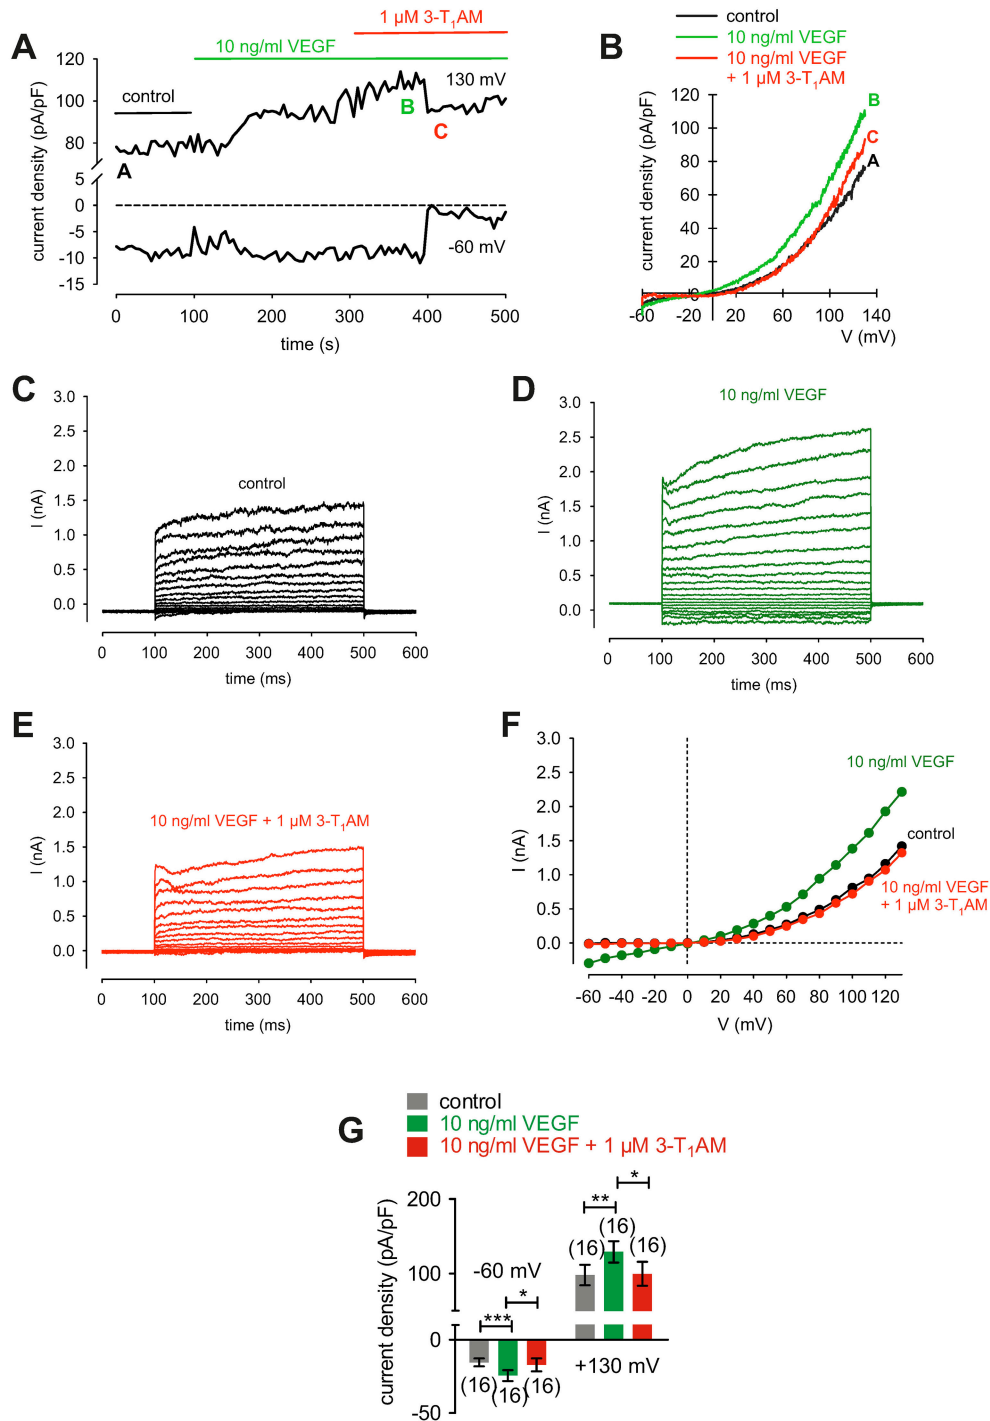 A
1 µM 3-T1AM
10 ng/ml VEGF
control
130 mV
B
C
A
-60 mV
current density (pA/pF)
120
100
80
5
0
-5
-10
-15
0 100 200 300 400 500
time (s)
B
control
10 ng/ml VEGF
10 ng/ml VEGF
+ 1 µM 3-T1AM
current density (pA/pF)
120
100
80
60
40
20
0
B
C
A
-60 -20 20 60 100 140
V (mV)
C
control
I (nA)
3.0
2.5
2.0
1.5
1.0
0.5
0.0
0 100 200 300 400 500 600
time (ms)
D
10 ng/ml VEGF
I (nA)
3.0
2.5
2.0
1.5
1.0
0.5
0.0
0 100 200 300 400 500 600
time (ms)
E
10 ng/ml VEGF + 1 µM 3-T1AM
I (nA)
3.0
2.5
2.0
1.5
1.0
0.5
0.0
0 100 200 300 400 500 600
time (ms)
F
10 ng/ml VEGF
control
10 ng/ml VEGF
+ 1 µM 3-T1AM
I (nA)
3.0
2.5
2.0
1.5
1.0
0.5
0.0
-60 -40 -20 0 20 40 60 80 100 120
V (mV)
G
control
10 ng/ml VEGF
10 ng/ml VEGF + 1 µM 3-T1AM
current density (pA/pF)
200
100
0
-50
-60 mV
***
*
(16) (16) (16)
**
*
(16) (16) (16)
+130 mV